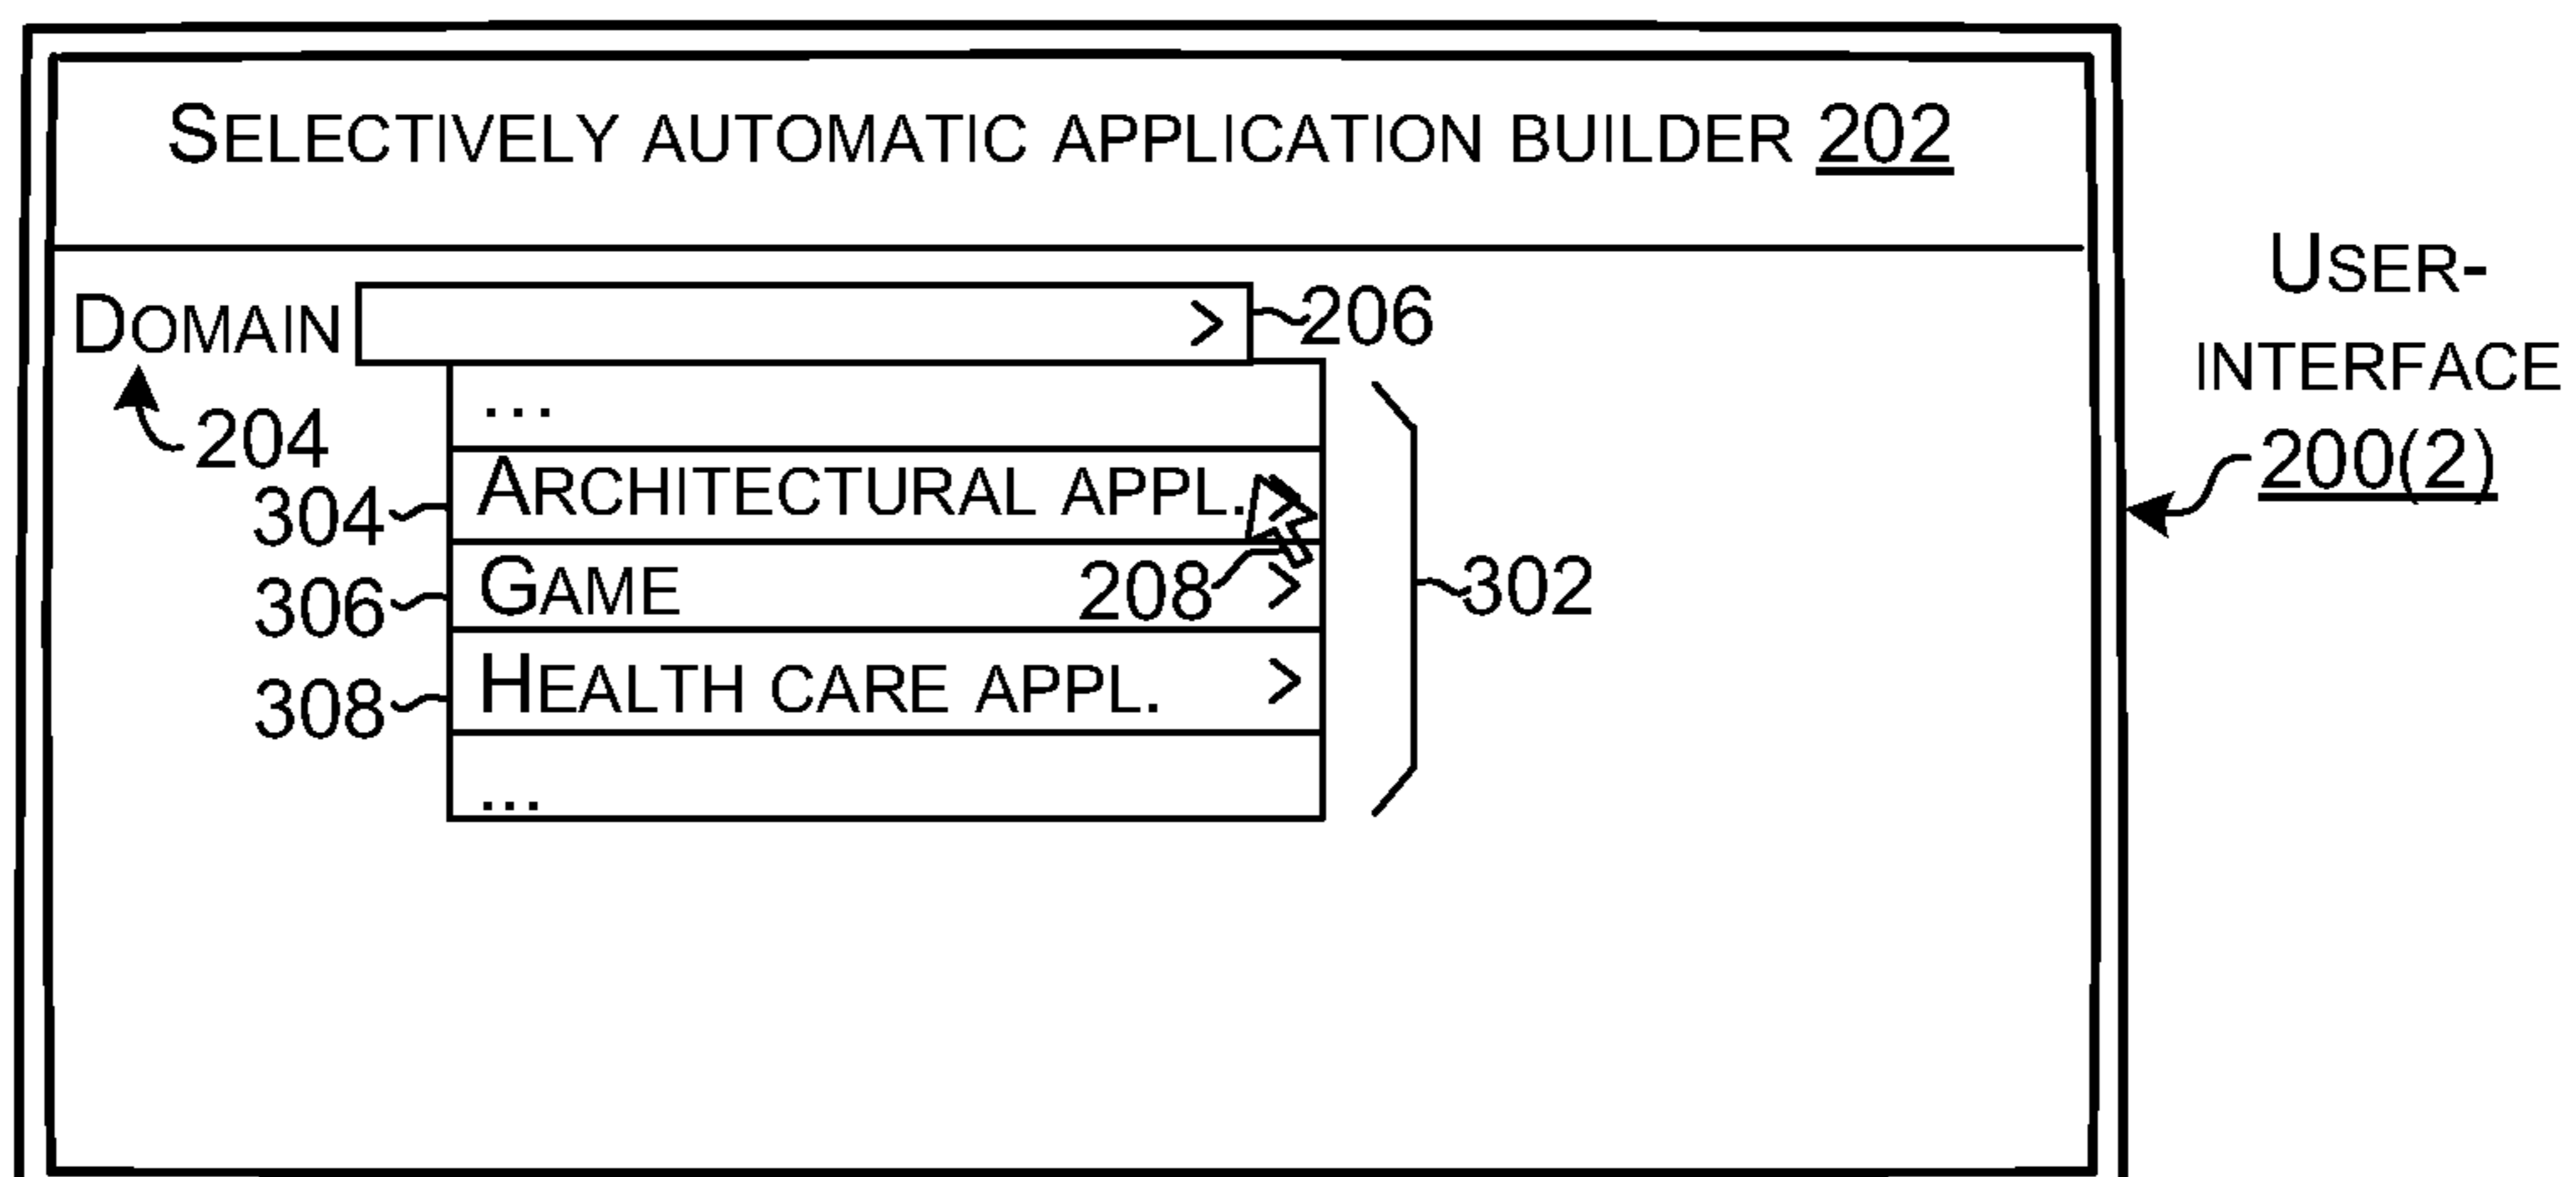 SELECTIVELY AUTOMATIC APPLICATION BUILDER 202
DOMAIN > 206
204
...
304 ARCHITECTURAL APPL. >
306 GAME 208 >
308 HEALTH CARE APPL. >
...
302
USER-
INTERFACE
200(2)